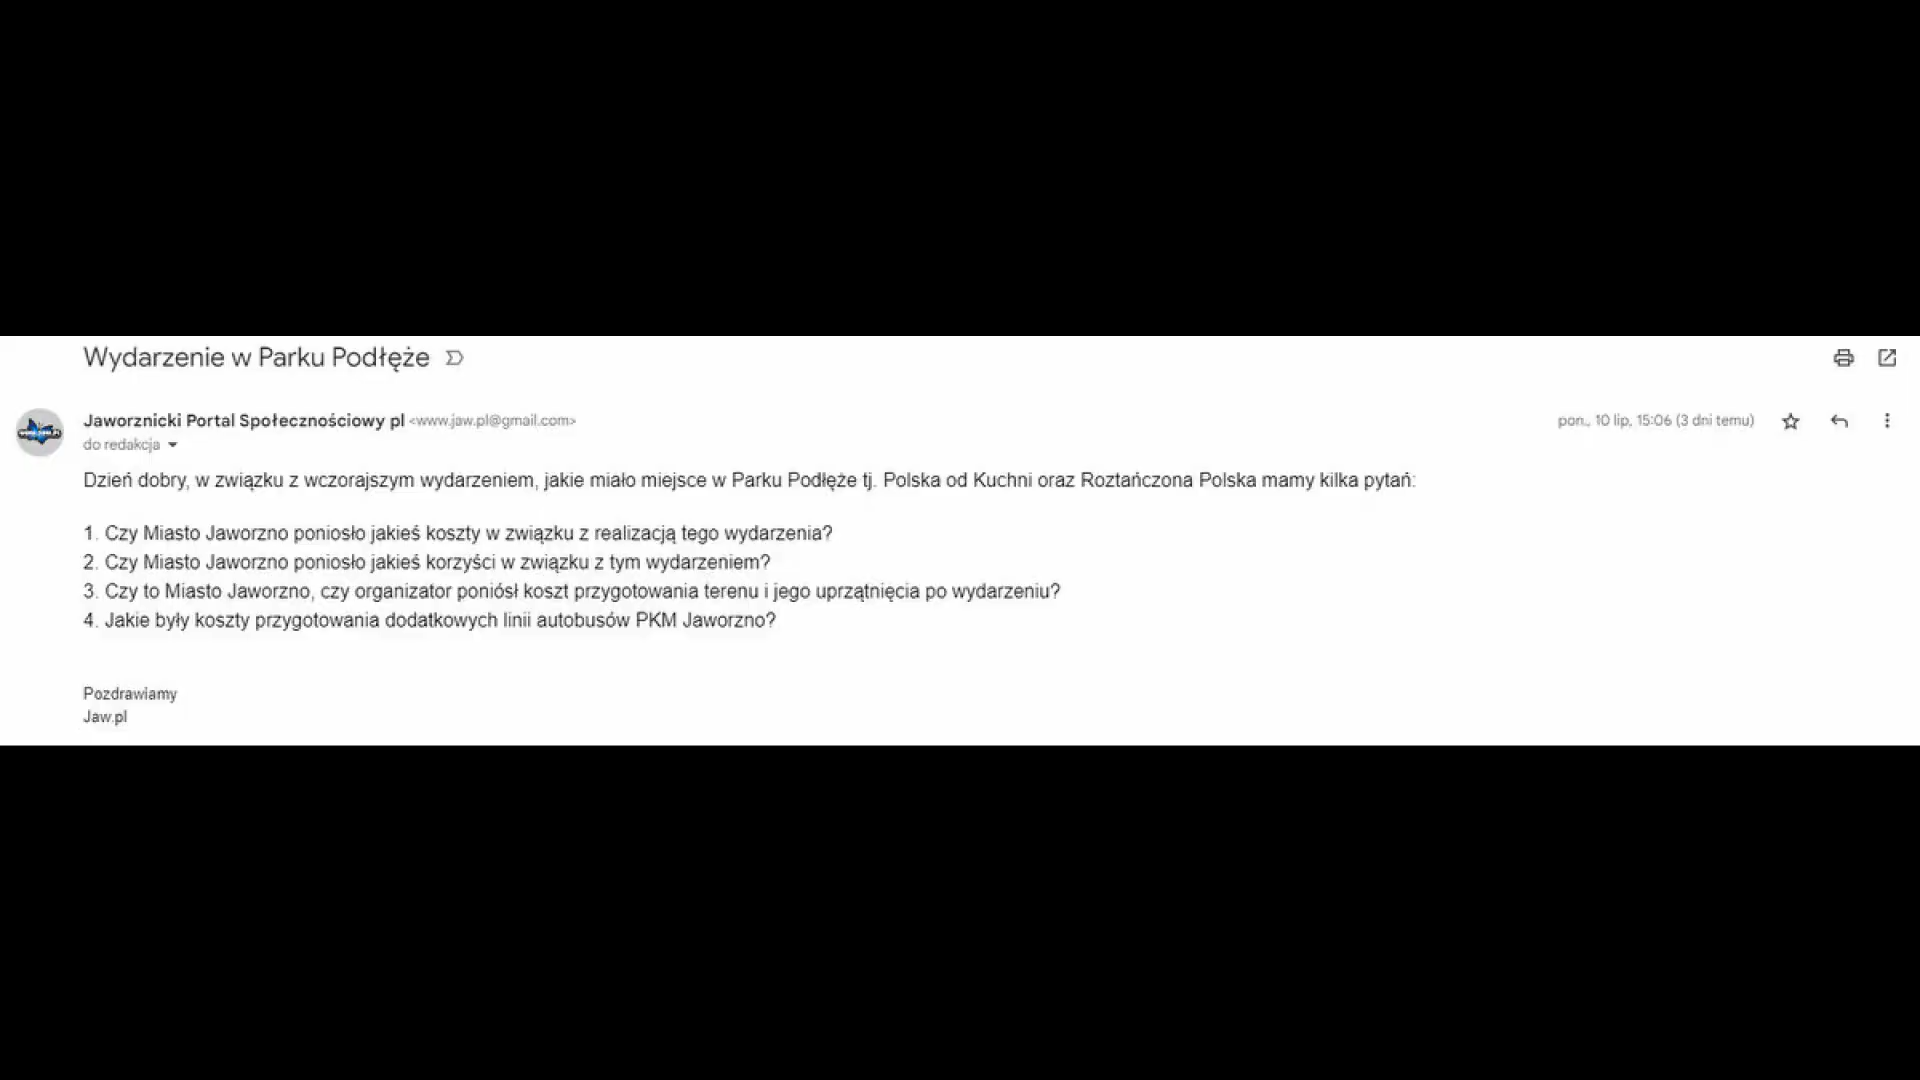 Wydarzenie w Parku Podłęże
Jaworznicki Portal Społecznościowy pl <www.jaw.pl@gmail.com>
pon., 10 lip, 15:06 (3 dni temu)
do redakcja
Dzień dobry, w związku z wczorajszym wydarzeniem, jakie miało miejsce w Parku Podłęże tj. Polska od Kuchni oraz Roztańczona Polska mamy kilka pytań:
1. Czy Miasto Jaworzno poniosło jakieś koszty w związku z realizacją tego wydarzenia?
2. Czy Miasto Jaworzno poniosło jakieś korzyści w związku z tym wydarzeniem?
3. Czy to Miasto Jaworzno, czy organizator poniósł koszt przygotowania terenu i jego uprzątnięcia po wydarzeniu?
4. Jakie były koszty przygotowania dodatkowych linii autobusów PKM Jaworzno?
Pozdrawiamy
Jaw.pl